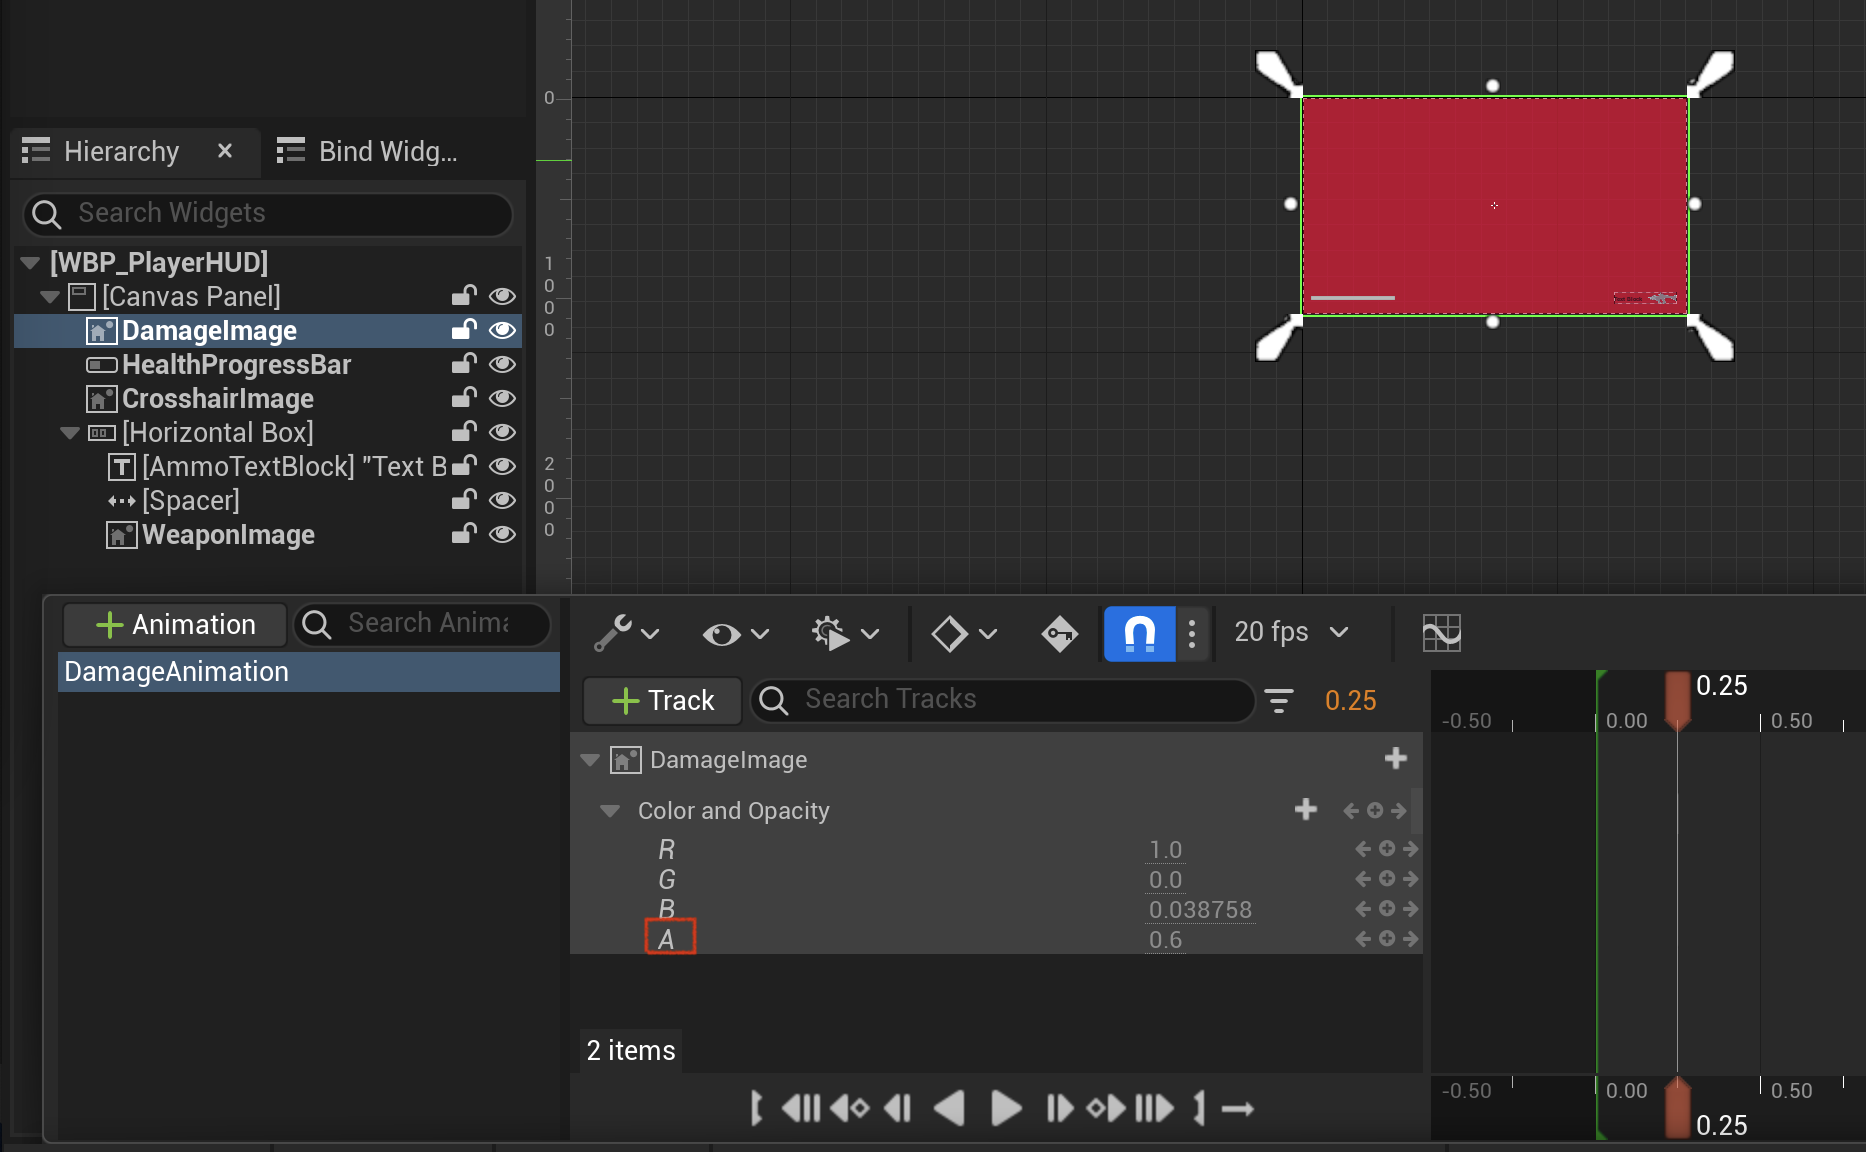 Hierarchy
Bind Widg...
Search Widgets
[WBP_PlayerHUD]
[Canvas Panel]
DamageImage
HealthProgressBar
CrosshairImage
[Horizontal Box]
[AmmoTextBlock] "Text B
[Spacer]
WeaponImage
0
1000
2000
Animation
Search Anima
DamageAnimation
20 fps
Track
Search Tracks
0.25
DamageImage
Color and Opacity
R 1.0
G 0.0
B 0.038758
A 0.6
2 items
0.25
-0.50 0.00 0.50
-0.50 0.00 0.50
0.25